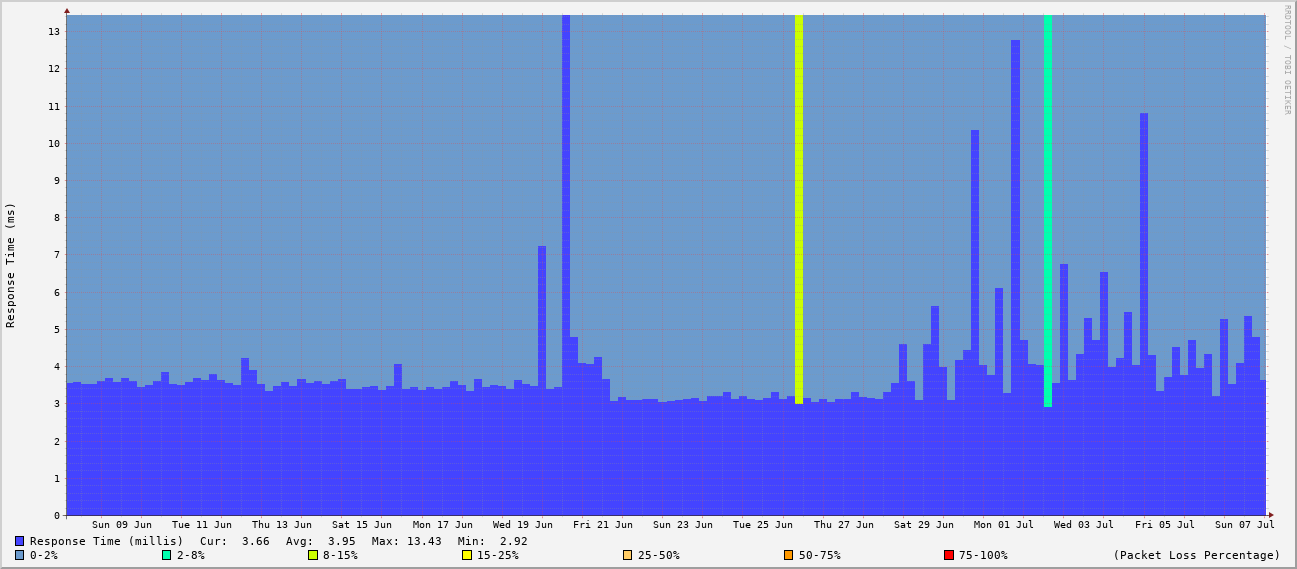 RRDTOOL / TOBI OETIKER
Response Time (ms)
13
12
11
10
9
8
7
6
5
4
3
2
1
0
Sun 09 Jun Tue 11 Jun Thu 13 Jun Sat 15 Jun Mon 17 Jun Wed 19 Jun Fri 21 Jun Sun 23 Jun Tue 25 Jun Thu 27 Jun Sat 29 Jun Mon 01 Jul Wed 03 Jul Fri 05 Jul Sun 07 Jul
Response Time (millis) Cur: 3.66 Avg: 3.95 Max: 13.43 Min: 2.92
0-2% 2-8% 8-15% 15-25% 25-50% 50-75% 75-100% (Packet Loss Percentage)